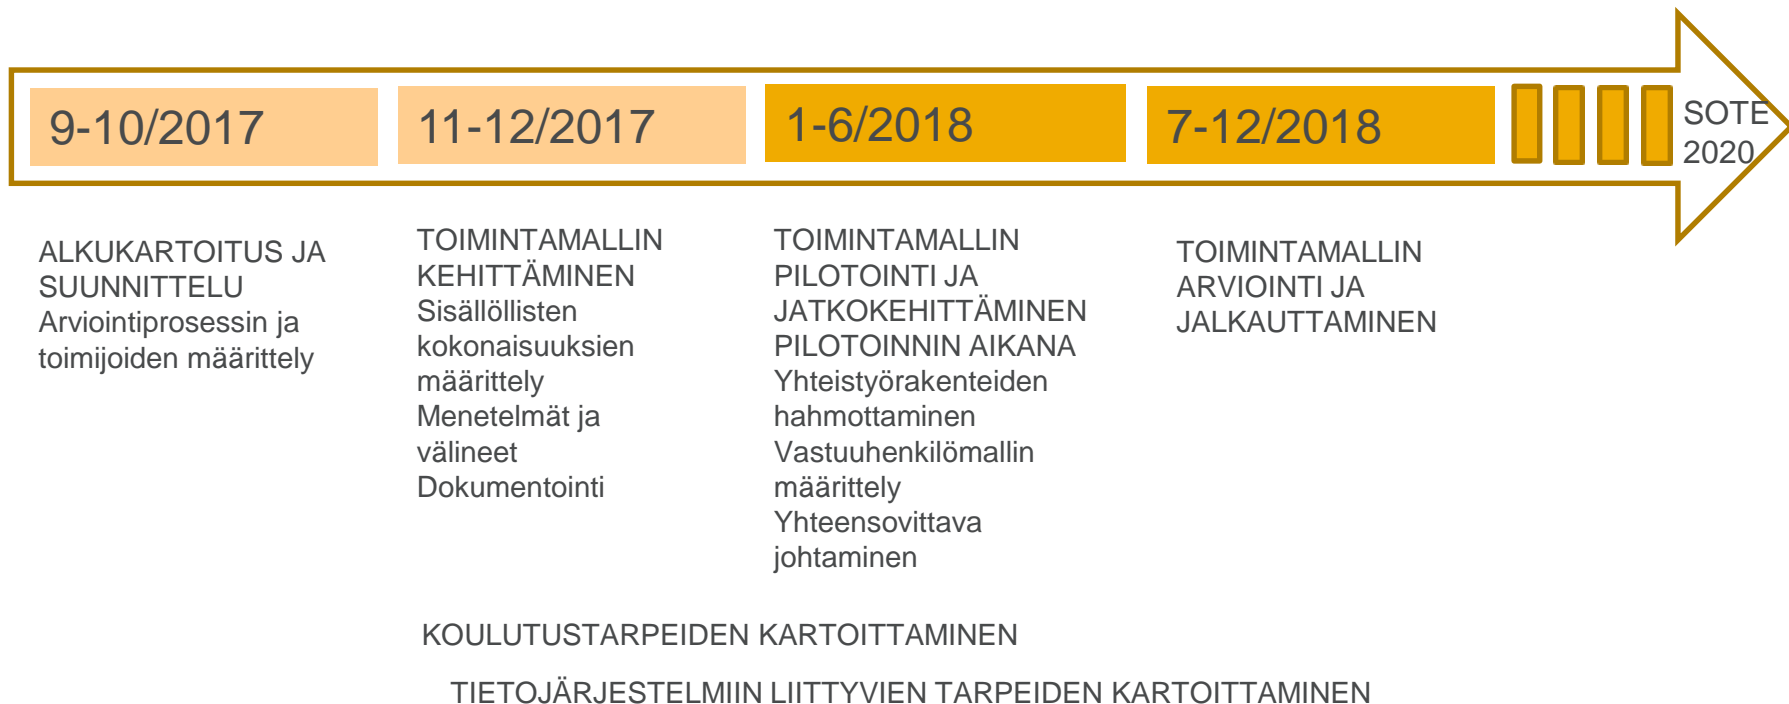 9-10/2017
11-12/2017
1-6/2018
7-12/2018
SOTE
2020
ALKUKARTOITUS JA
SUUNNITTELU
Arviointiprosessin ja
toimijoiden määrittely
TOIMINTAMALLIN
KEHITTÄMINEN
Sisällöllisten
kokonaisuuksien
määrittely
Menetelmät ja
välineet
Dokumentointi
TOIMINTAMALLIN
PILOTOINTI JA
JATKOKEHITTÄMINEN
PILOTOINNIN AIKANA
Yhteistyörakenteiden
hahmottaminen
Vastuuhenkilömallin
määrittely
Yhteensovittava
johtaminen
TOIMINTAMALLIN
ARVIOINTI JA
JALKAUTTAMINEN
KOULUTUSTARPEIDEN KARTOITTAMINEN
TIETOJÄRJESTELMIIN LIITTYVIEN TARPEIDEN KARTOITTAMINEN